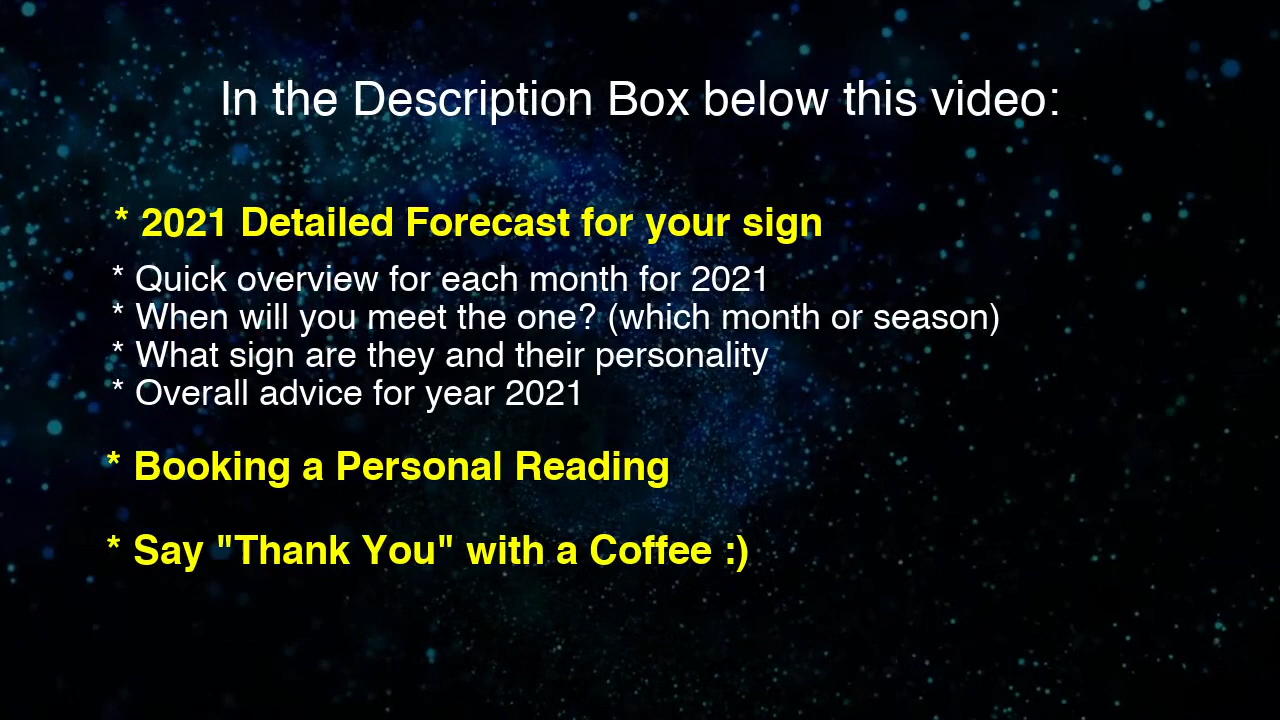 In the Description Box below this video:
* 2021 Detailed Forecast for your sign
* Quick overview for each month for 2021
* When will you meet the one? (which month or season)
* What sign are they and their personality
* Overall advice for year 2021
* Booking a Personal Reading
* Say "Thank You" with a Coffee :)